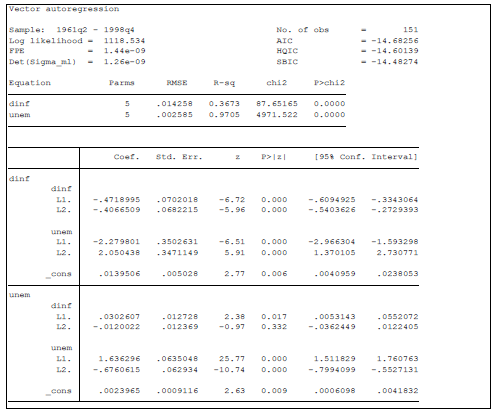 Vector autoregression
Sample: 1961q2 - 1998q4 No. of obs = 151
Log likelihood = 1118.534 AIC = -14.68256
FPE = 1.44e-09 HQIC = -14.60139
Det(Sigma_ml) = 1.26e-09 SBIC = -14.48274
Equation Parms RMSE R-sq chi2 P>chi2
dinf 5 .014258 0.3673 87.65165 0.0000
unem 5 .002585 0.9705 4971.522 0.0000
Coef. Std. Err. z P>|z| [95% Conf. Interval]
dinf
dinf
L1. -.4718995 .0702018 -6.72 0.000 -.6094925 -.3343064
L2. -.4066509 .0682215 -5.96 0.000 -.5403626 -.2729393
unem
L1. -2.279801 .3502631 -6.51 0.000 -2.966304 -1.593298
L2. 2.050438 .3471149 5.91 0.000 1.370105 2.730771
_cons .0139506 .005028 2.77 0.006 .0040959 .0238053
unem
dinf
L1. .0302607 .012728 2.38 0.017 .0053143 .0552072
L2. -.0120022 .012369 -0.97 0.332 -.0362449 .0122405
unem
L1. 1.636296 .0635048 25.77 0.000 1.511829 1.760763
L2. -.6760615 .062934 -10.74 0.000 -.7994099 -.5527131
_cons .0023965 .0009116 2.63 0.009 .0006098 .0041832